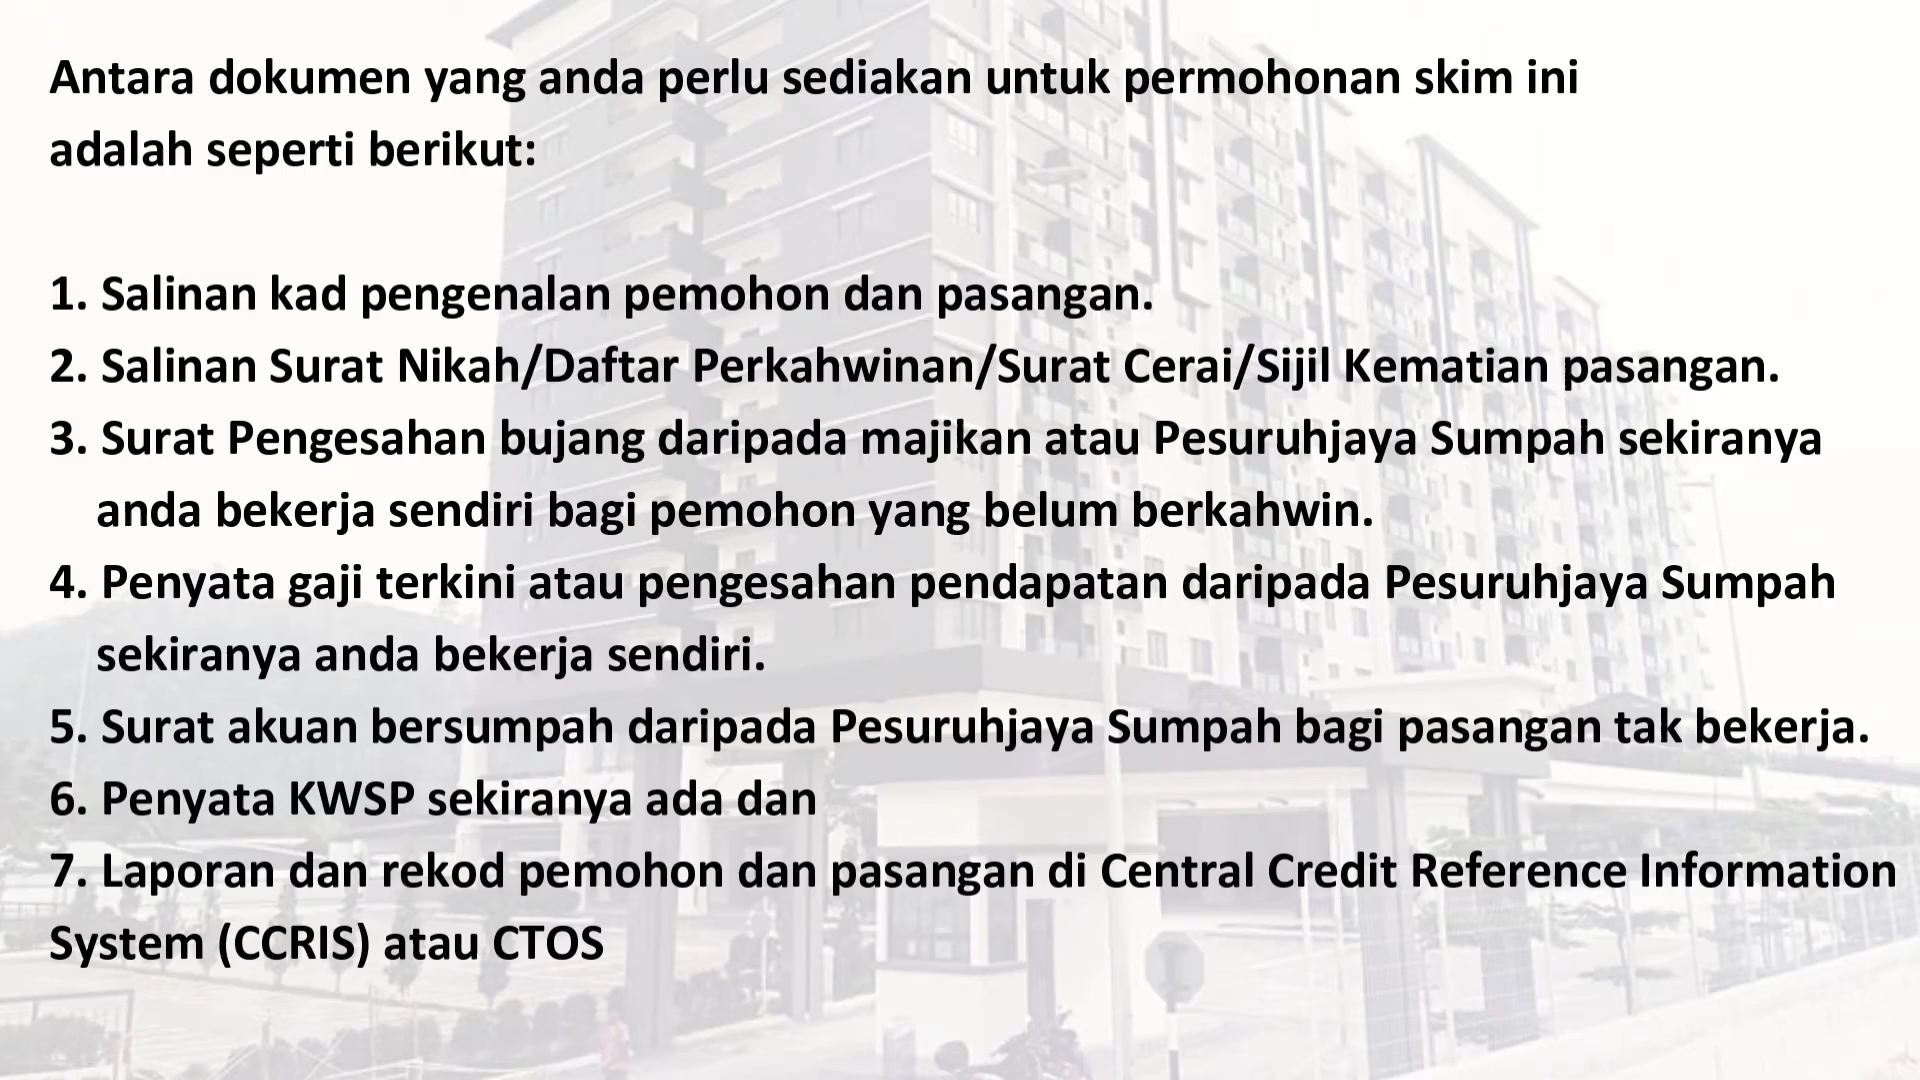 Antara dokumen yang anda perlu sediakan untuk permohonan skim ini
adalah seperti berikut:
1. Salinan kad pengenalan pemohon dan pasangan.
2. Salinan Surat Nikah/Daftar Perkahwinan/Surat Cerai/Sijil Kematian pasangan.
3. Surat Pengesahan bujang daripada majikan atau Pesuruhjaya Sumpah sekiranya
anda bekerja sendiri bagi pemohon yang belum berkahwin.
4. Penyata gaji terkini atau pengesahan pendapatan daripada Pesuruhjaya Sumpah
sekiranya anda bekerja sendiri.
5. Surat akuan bersumpah daripada Pesuruhjaya Sumpah bagi pasangan tak bekerja.
6. Penyata KWSP sekiranya ada dan
7. Laporan dan rekod pemohon dan pasangan di Central Credit Reference Information
System (CCRIS) atau CTOS